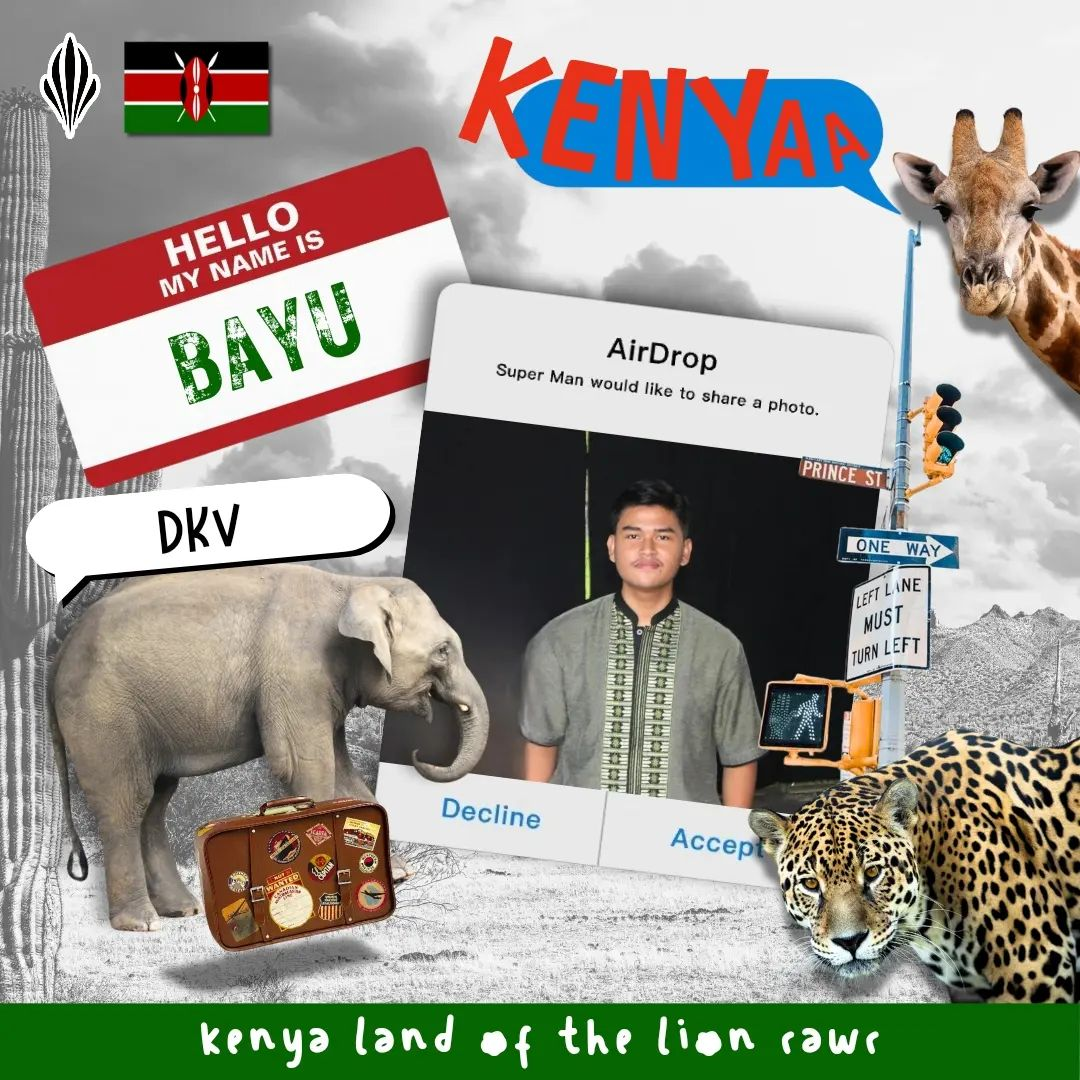 KENYAA
HELLO
MY NAME IS
BAYU
AirDrop
Super Man would like to share a photo.
PRINCE ST
DKV
ONE WAY
LEFT LANE
MUST
TURN LEFT
Decline
Accept
WANTED
kenya land of the lion rawr